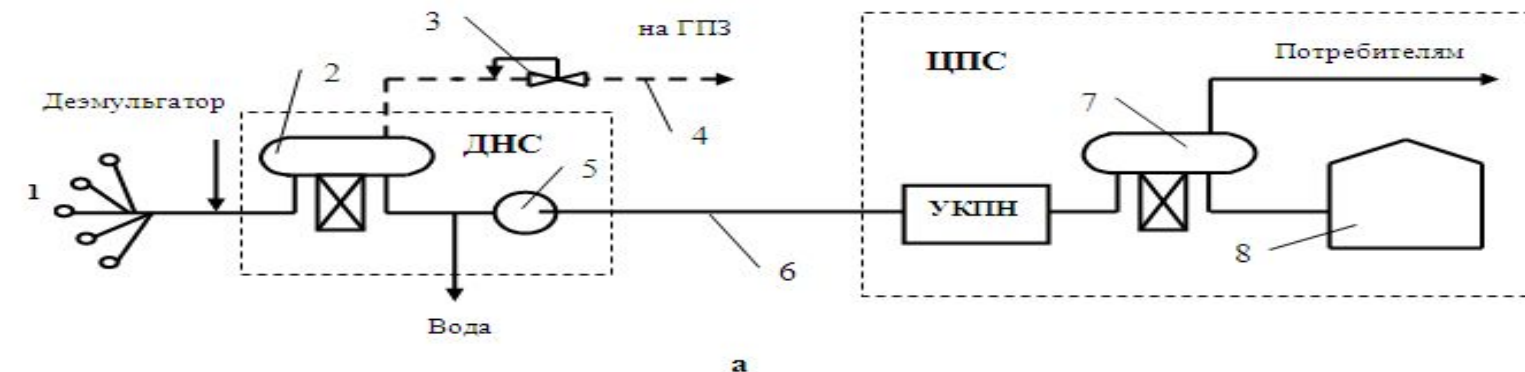 3
на ГПЗ
ЦПС
Потребителям
2
Деэмульгатор
7
ДНС
4
5
1
УКПН
6
8
Вода
а